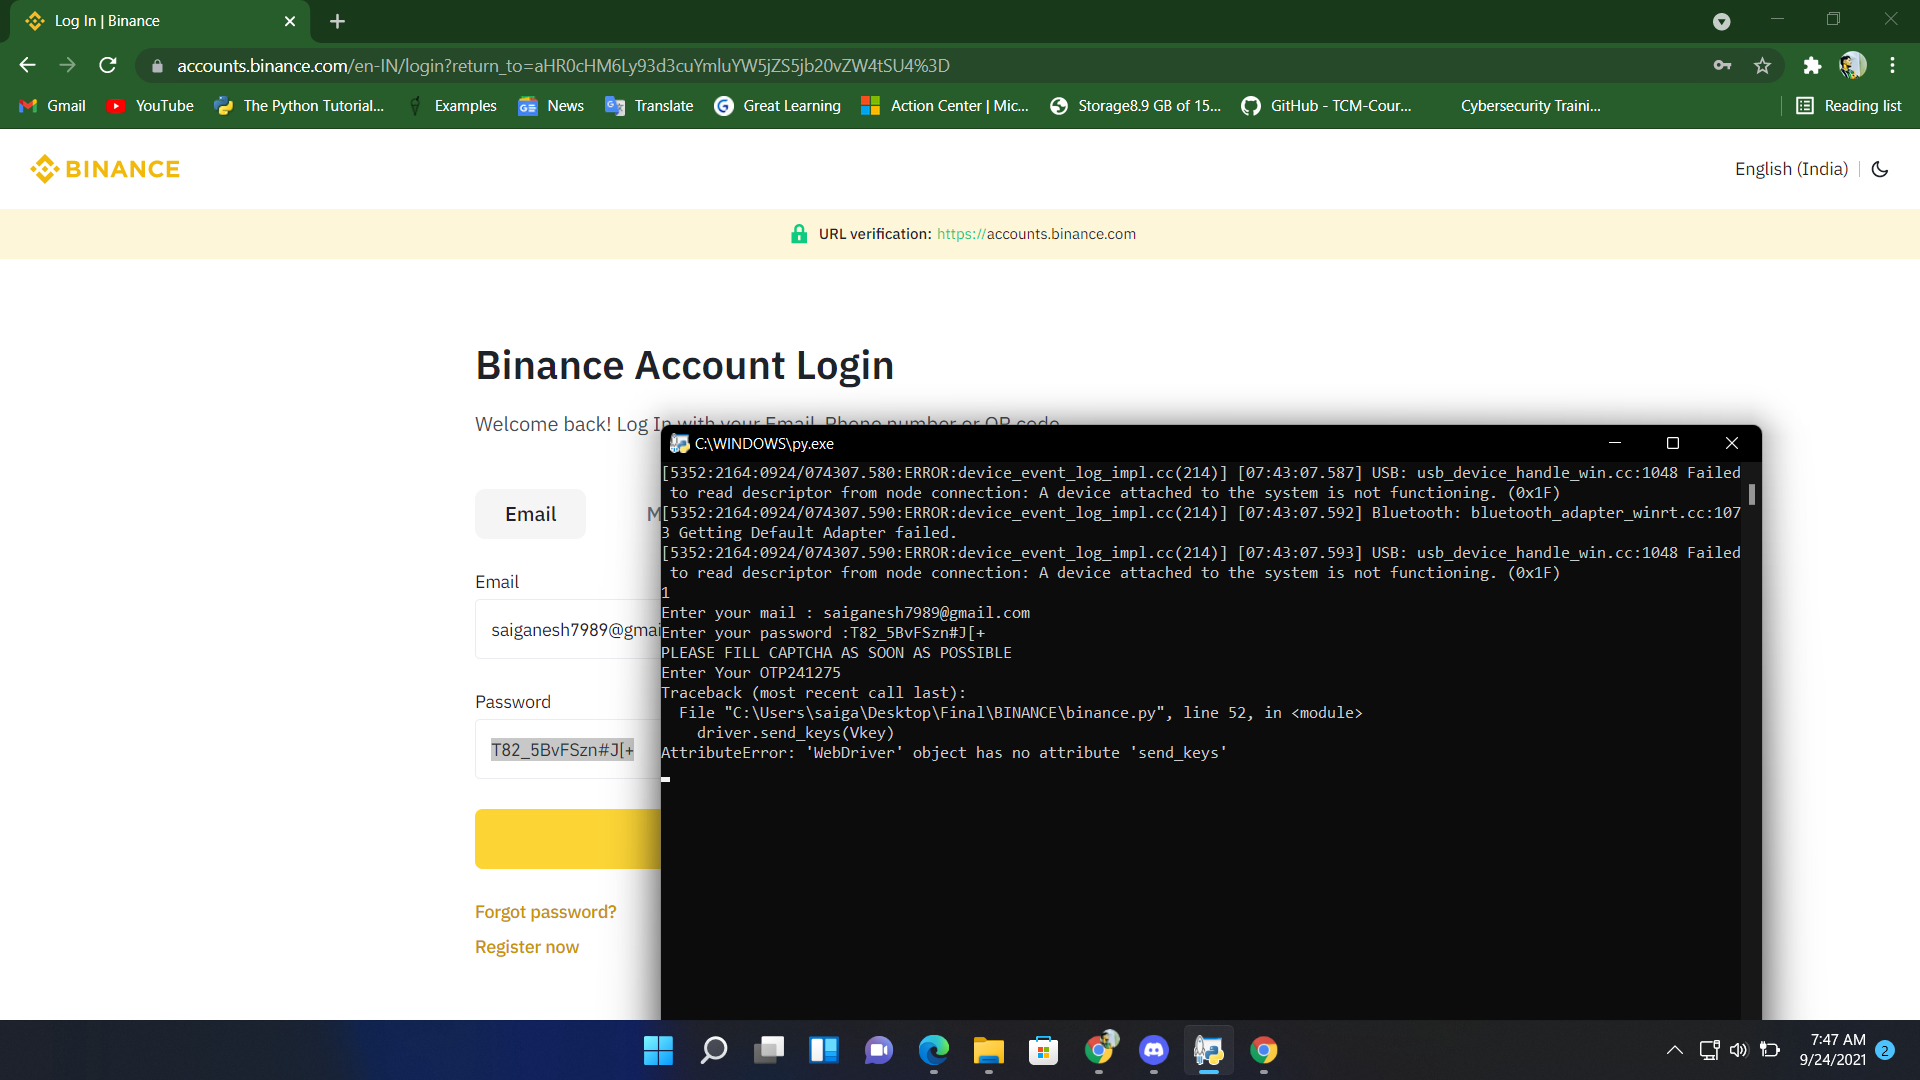 Log In | Binance
accounts.binance.com/en-IN/login?return_to=aHR0cHM6Ly93d3cuYmluYW5jZS5jb20vZW4tSU4%3D
Gmail
YouTube
The Python Tutorial...
Examples
News
Translate
Great Learning
Action Center | Mic...
Storage8.9 GB of 15...
GitHub - TCM-Cour...
Cybersecurity Traini...
Reading list
BINANCE
English (India)
URL verification: https://accounts.binance.com
Binance Account Login
Welcome back! Log In with your Email, Phone number or QR code
Email
M
Email
saiganesh7989@gmai
Password
T82_5BvFSzn#J[+
Forgot password?
Register now
C:\WINDOWS\py.exe
[5352:2164:0924/074307.580:ERROR:device_event_log_impl.cc(214)] [07:43:07.587] USB: usb_device_handle_win.cc:1048 Failed
to read descriptor from node connection: A device attached to the system is not functioning. (0x1F)
[5352:2164:0924/074307.590:ERROR:device_event_log_impl.cc(214)] [07:43:07.592] Bluetooth: bluetooth_adapter_winrt.cc:107
3 Getting Default Adapter failed.
[5352:2164:0924/074307.590:ERROR:device_event_log_impl.cc(214)] [07:43:07.593] USB: usb_device_handle_win.cc:1048 Failed
to read descriptor from node connection: A device attached to the system is not functioning. (0x1F)
1
Enter your mail : saiganesh7989@gmail.com
Enter your password :T82_5BvFSzn#J[+
PLEASE FILL CAPTCHA AS SOON AS POSSIBLE
Enter Your OTP241275
Traceback (most recent call last):
File "C:\Users\saiga\Desktop\Final\BINANCE\binance.py", line 52, in <module>
driver.send_keys(Vkey)
AttributeError: 'WebDriver' object has no attribute 'send_keys'
7:47 AM
9/24/2021
2